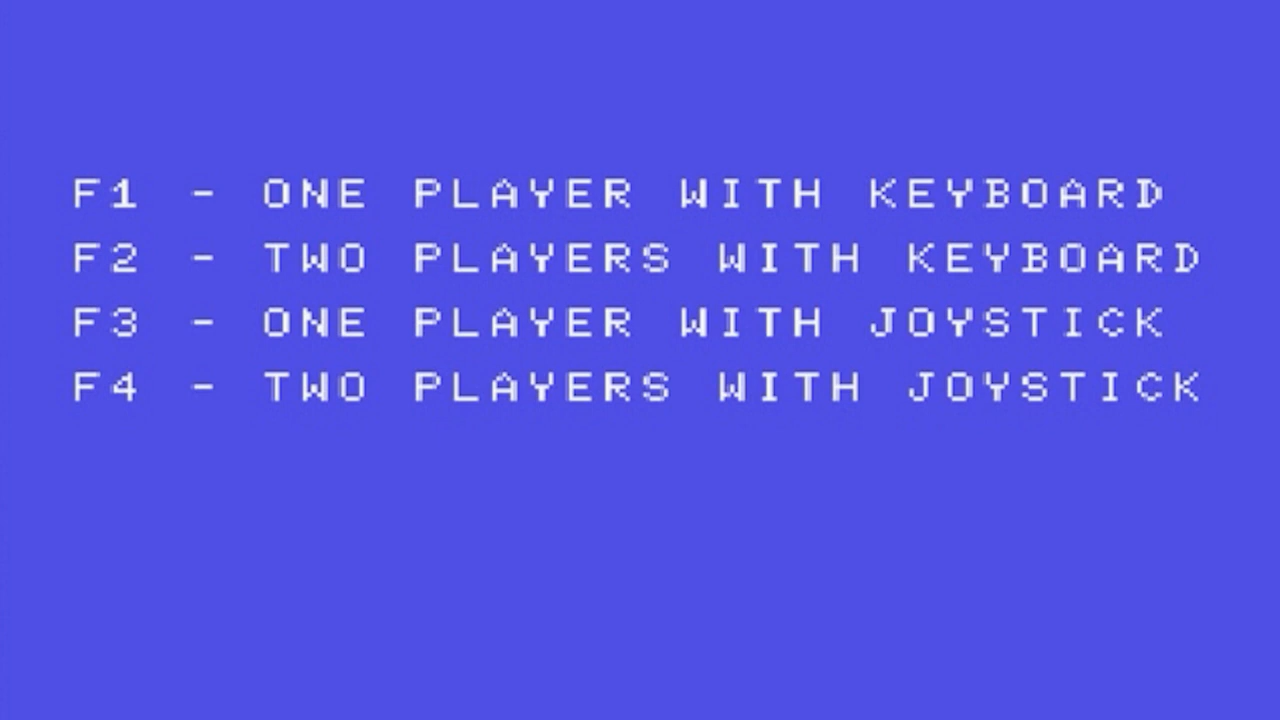 F1 - ONE PLAYER WITH KEYBOARD
F2 - TWO PLAYERS WITH KEYBOARD
F3 - ONE PLAYER WITH JOYSTICK
F4 - TWO PLAYERS WITH JOYSTICK